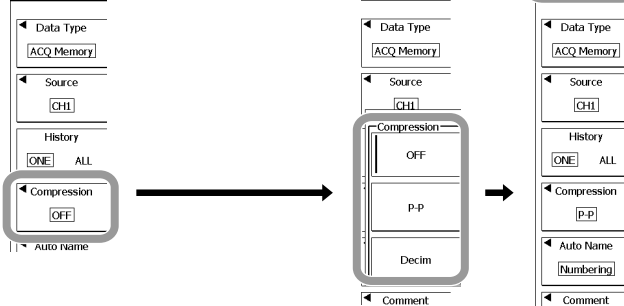 Data Type
ACQ Memory
Source
CH1
History
ONE ALL
Compression
OFF
Auto Name
Data Type
ACQ Memory
Source
CH1
Compression
OFF
P-P
Decim
Comment
Data Type
ACQ Memory
Source
CH1
History
ONE ALL
Compression
P-P
Auto Name
Numbering
Comment